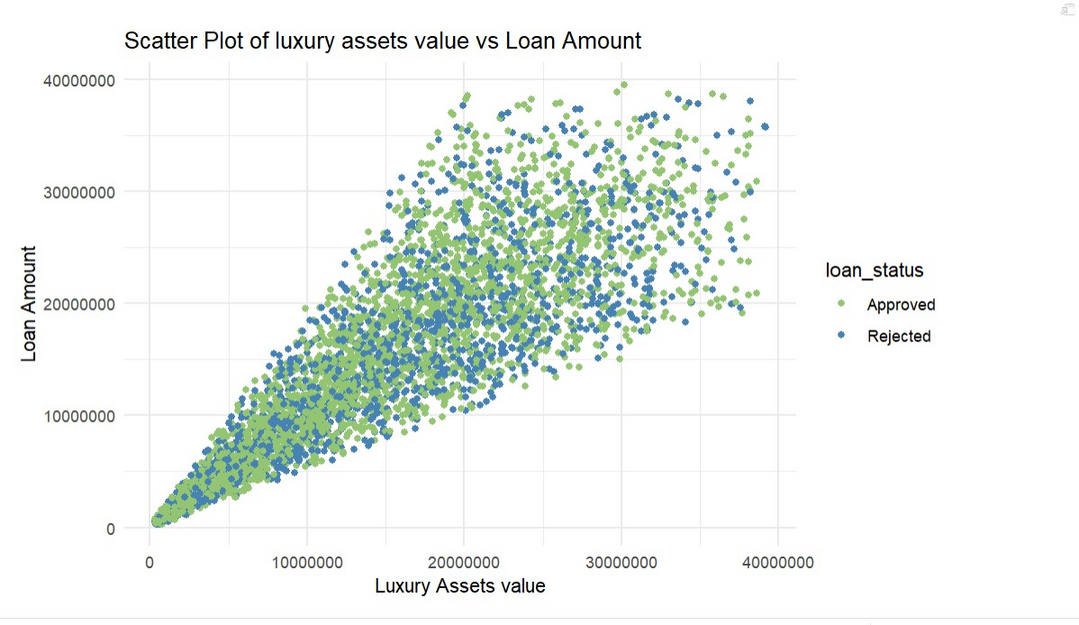 Scatter Plot of luxury assets value vs Loan Amount
40000000
30000000
20000000
10000000
0
Loan Amount
0 10000000 20000000 30000000 40000000
Luxury Assets value
loan_status
Approved
Rejected